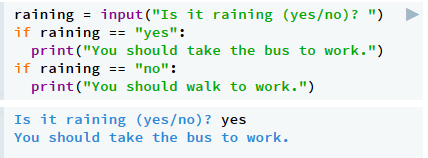 raining = input("Is it raining (yes/no)? ")
if raining == "yes":
  print("You should take the bus to work.")
if raining == "no":
  print("You should walk to work.")
Is it raining (yes/no)? yes
You should take the bus to work.